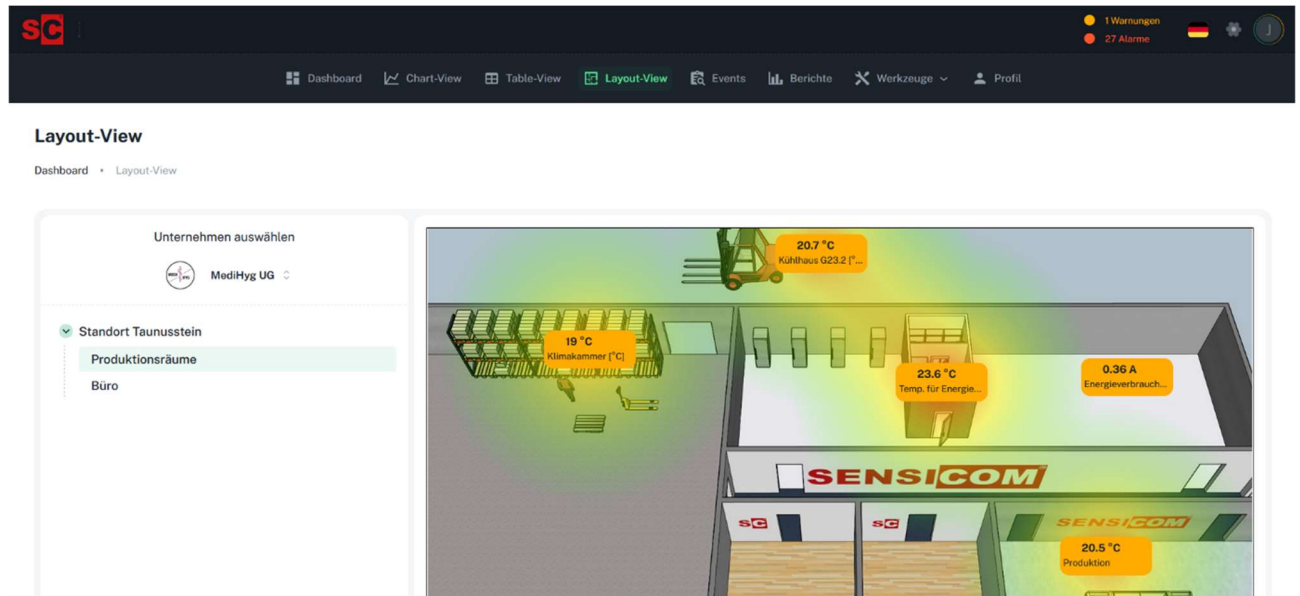 SC
1 Warnungen
27 Alarme
J
Dashboard Chart-View Table-View Layout-View Events Berichte Werkzeuge Profil
Layout-View
Dashboard • Layout-View
Unternehmen auswählen
MediHyg UG
Standort Taunusstein
Produktionsräume
Büro
20.7 °C
Kühlhaus G23.2 [°...
19 °C
Klimakammer [°C]
23.6 °C
Temp. für Energie...
0.36 A
Energieverbrauch...
SENSICOM
SC SC SENSICOM
20.5 °C
Produktion